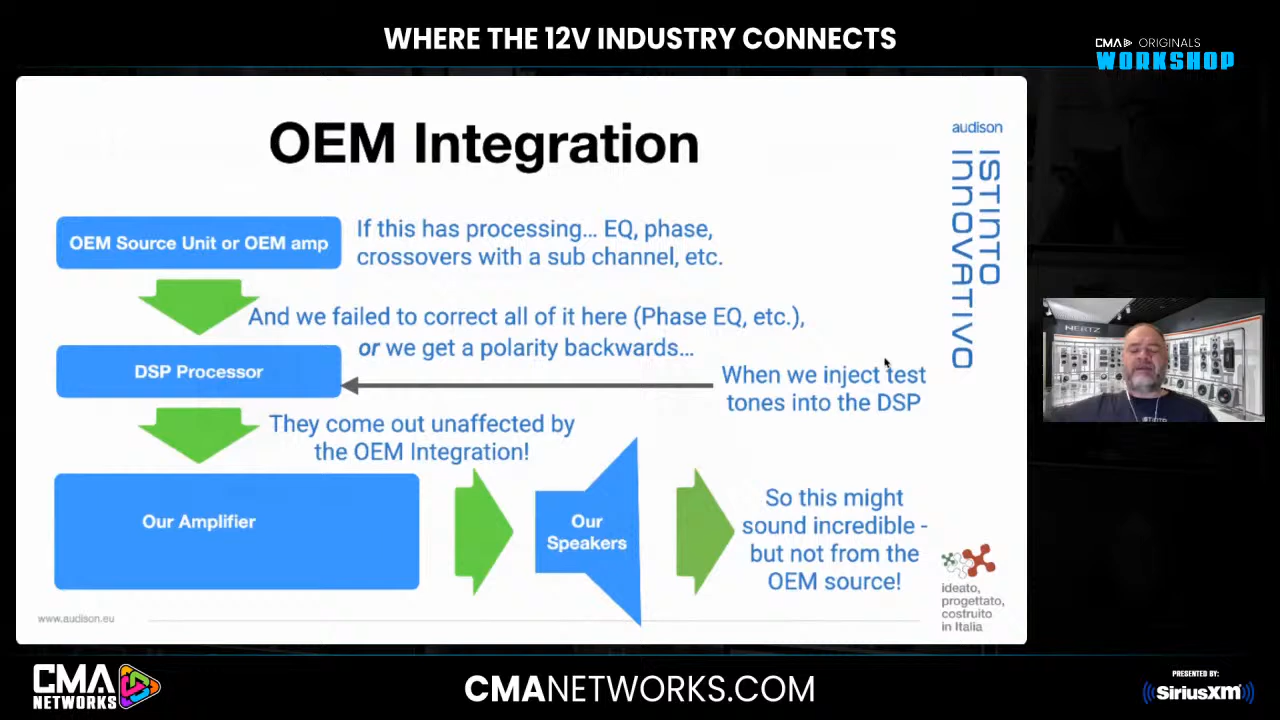 WHERE THE 12V INDUSTRY CONNECTS
CMA ORIGINALS
WORKSHOP
OEM Integration
audison
ISTINTO
INNOVATIVO
OEM Source Unit or OEM amp
If this has processing... EQ, phase,
crossovers with a sub channel, etc.
And we failed to correct all of it here (Phase EQ, etc.),
or we get a polarity backwards...
DSP Processor
When we inject test
tones into the DSP
They come out unaffected by
the OEM Integration!
Our Amplifier
Our
Speakers
So this might
sound incredible -
but not from the
OEM source!
ideato,
progettato,
costruito
in Italia
www.audison.eu
HERTZ
CMA
NETWORKS
CMANETWORKS.COM
PRESENTED BY:
SiriusXM